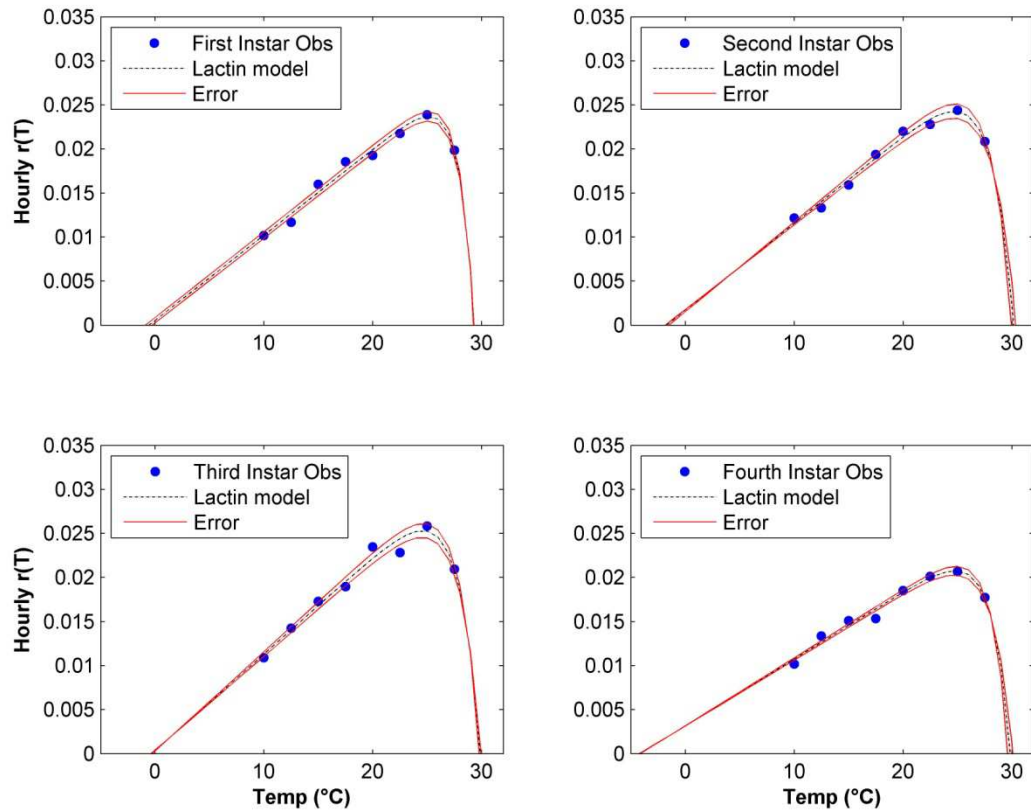 0.035
0.03
0.025
0.02
0.015
0.01
0.005
0
Hourly r(T)
First Instar Obs
Lactin model
Error
0 10 20 30
0.035
0.03
0.025
0.02
0.015
0.01
0.005
0
Second Instar Obs
Lactin model
Error
0 10 20 30
0.035
0.03
0.025
0.02
0.015
0.01
0.005
0
Hourly r(T)
Third Instar Obs
Lactin model
Error
0 10 20 30
Temp (°C)
0.035
0.03
0.025
0.02
0.015
0.01
0.005
0
Fourth Instar Obs
Lactin model
Error
0 10 20 30
Temp (°C)